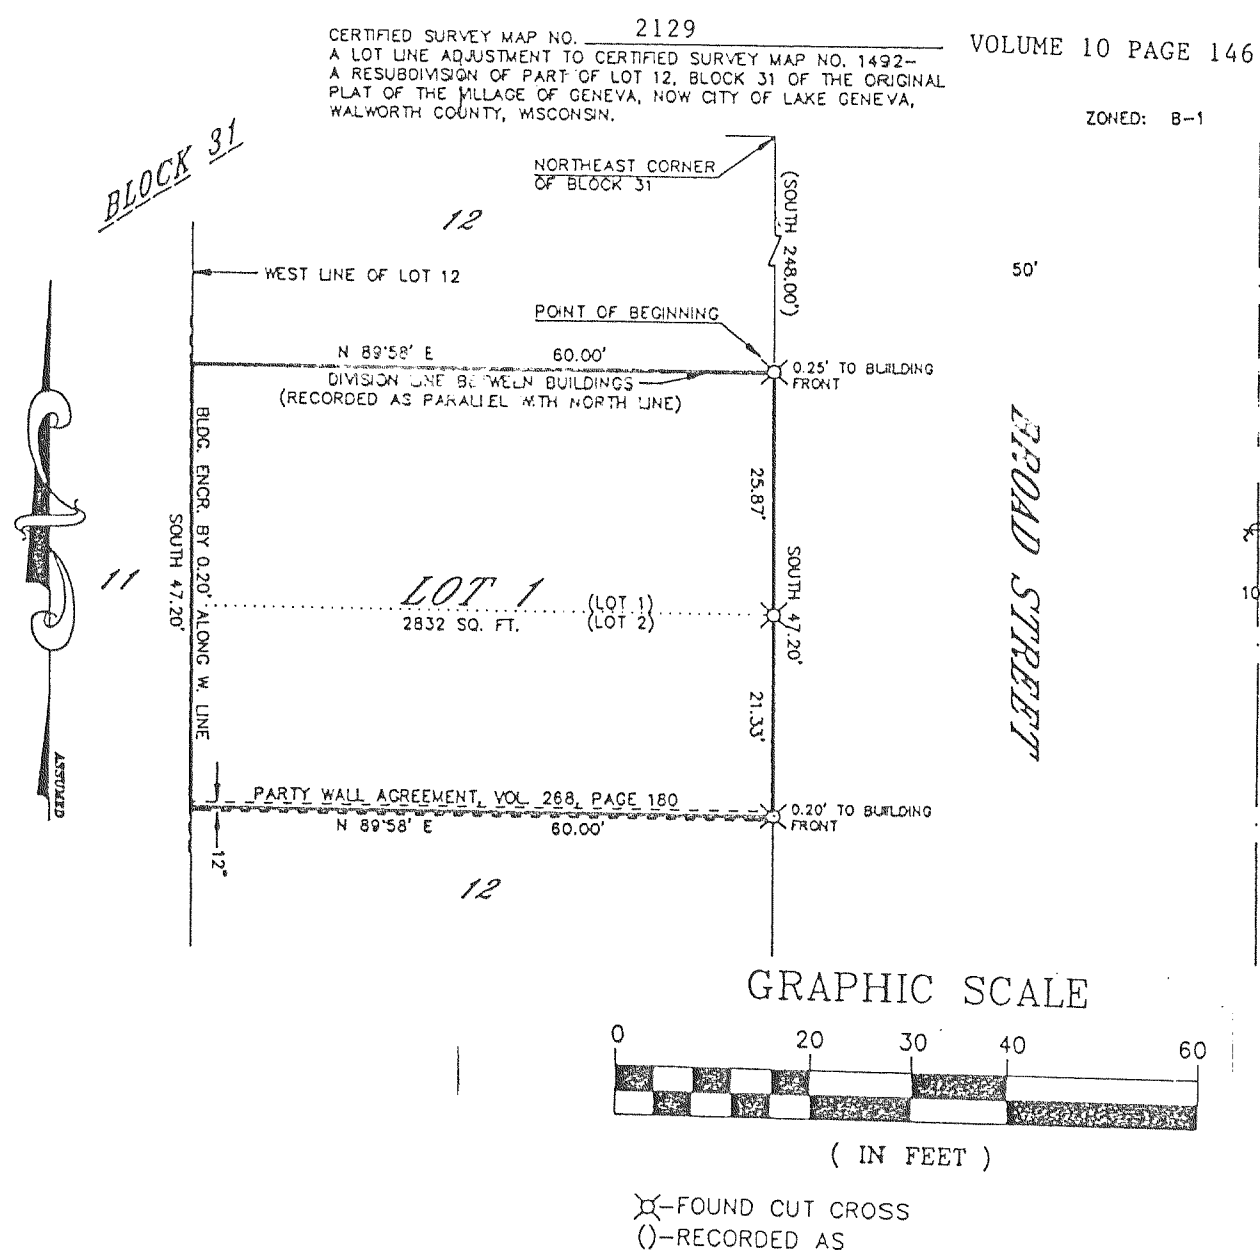 CERTIFIED SURVEY MAP NO. 2129
VOLUME 10 PAGE 146
A LOT LINE ADJUSTMENT TO CERTIFIED SURVEY MAP NO. 1492-
A RESUBDIVISION OF PART OF LOT 12, BLOCK 31 OF THE ORIGINAL
PLAT OF THE VILLAGE OF GENEVA, NOW CITY OF LAKE GENEVA,
WALWORTH COUNTY, WISCONSIN.
ZONED: B-1
BLOCK 31
NORTHEAST CORNER
OF BLOCK 31
(SOUTH 248.00')
12
WEST LINE OF LOT 12
50'
POINT OF BEGINNING
N 89°58' E 60.00'
0.25' TO BUILDING
FRONT
DIVISION LINE BETWEEN BUILDINGS
(RECORDED AS PARALLEL WITH NORTH LINE)
BLDG. ENCR. BY 0.20' ALONG W. LINE
SOUTH 47.20'
25.87'
SOUTH 47.20'
BROAD STREET
11
LOT 1
2832 SQ. FT.
(LOT 1)
(LOT 2)
10
21.33'
ASSUMED
PARTY WALL AGREEMENT, VOL. 268, PAGE 180
0.20' TO BUILDING
FRONT
N 89°58' E 60.00'
12"
12
GRAPHIC SCALE
0 20 30 40 60
( IN FEET )
-FOUND CUT CROSS
()-RECORDED AS